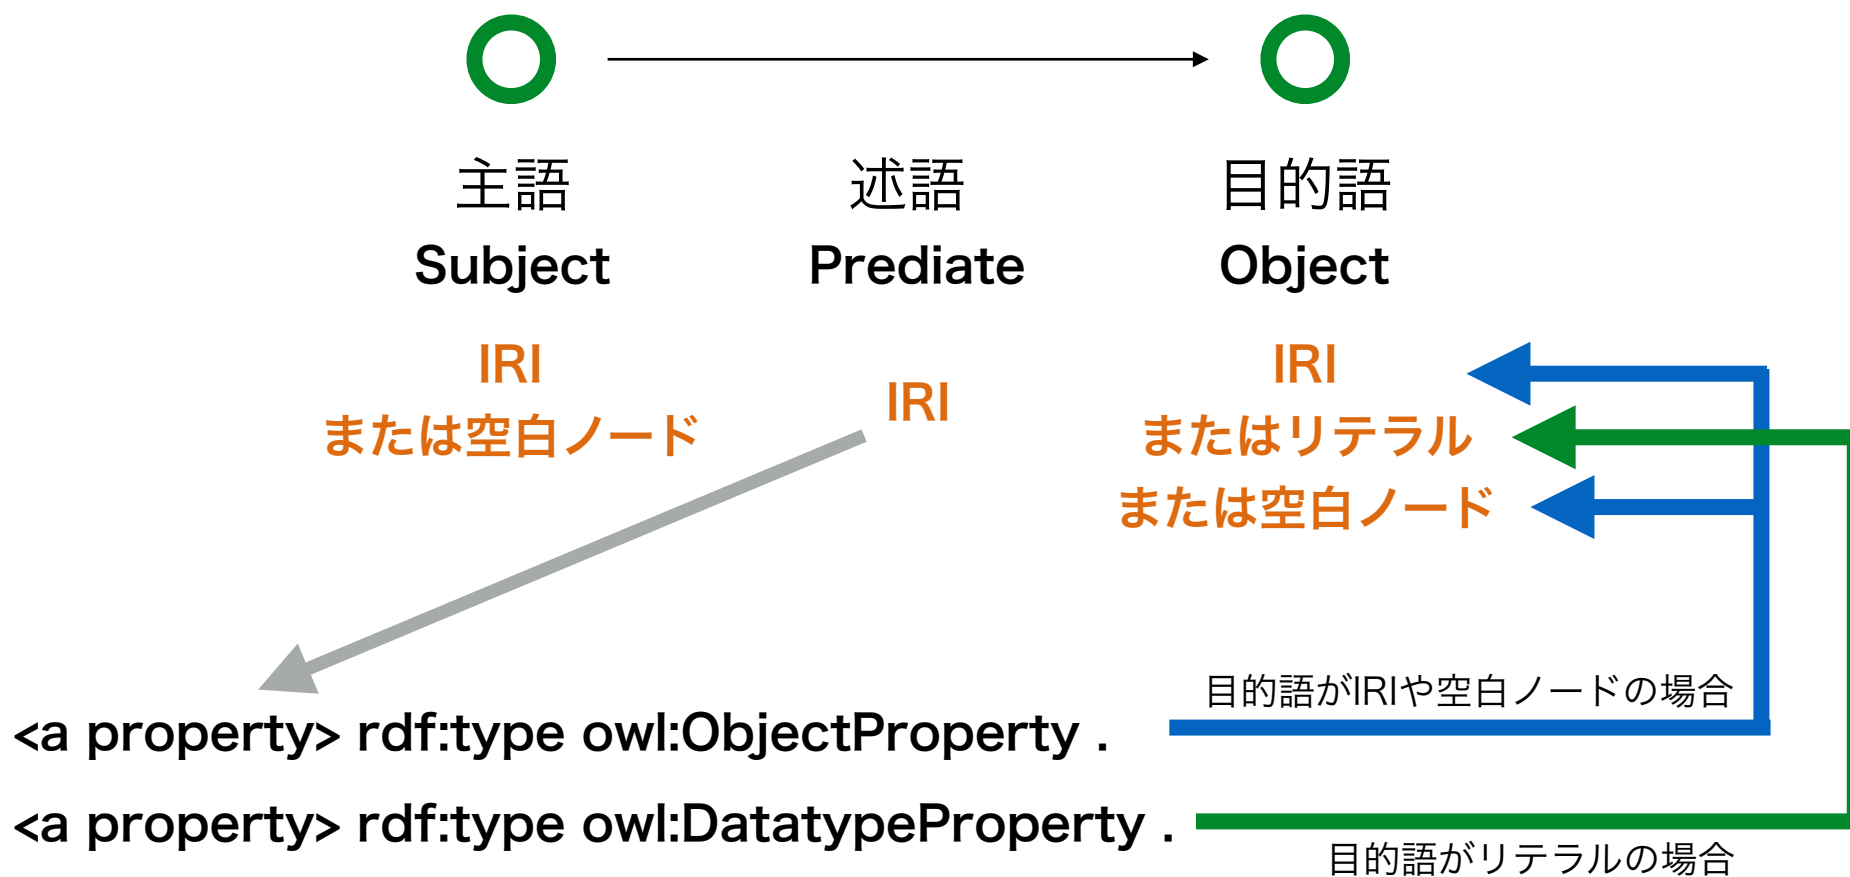 主語
述語
目的語
Subject
Prediate
Object
IRI
または空白ノード
IRI
IRI
またはリテラル
または空白ノード
目的語がIRIや空白ノードの場合
<a property> rdf:type owl:ObjectProperty .
<a property> rdf:type owl:DatatypeProperty .
目的語がリテラルの場合